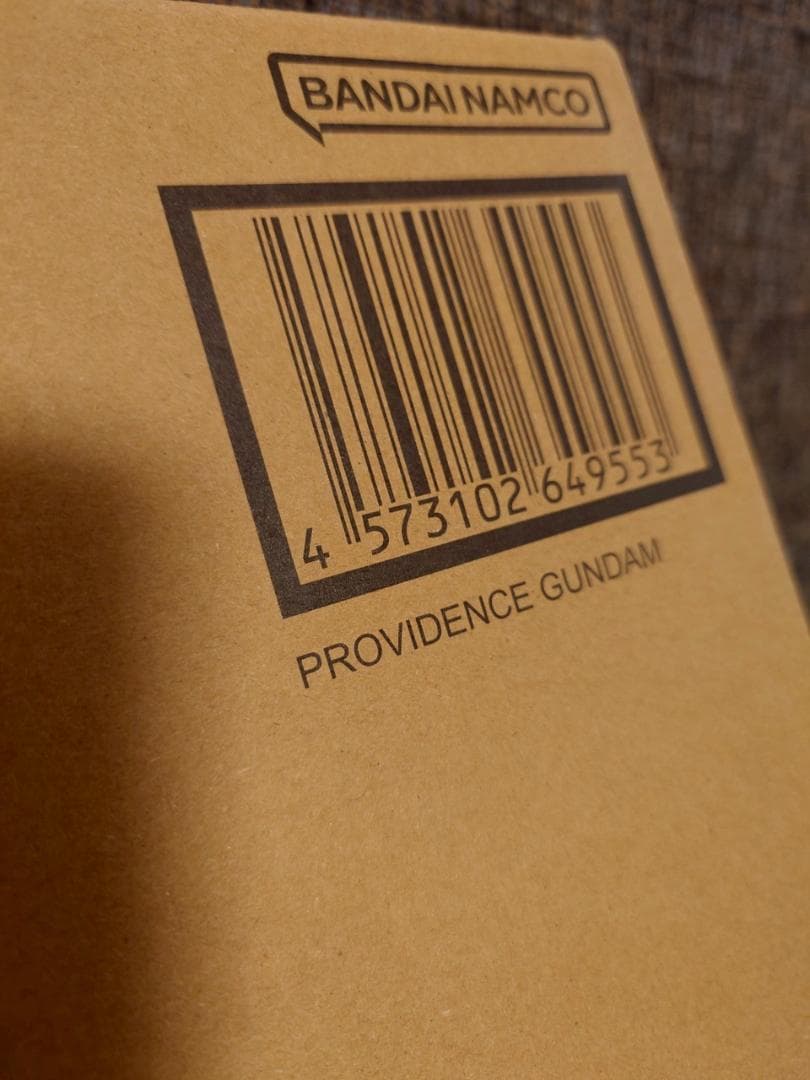 BANDAI NAMCO
4 573102 649553
PROVIDENCE GUNDAM